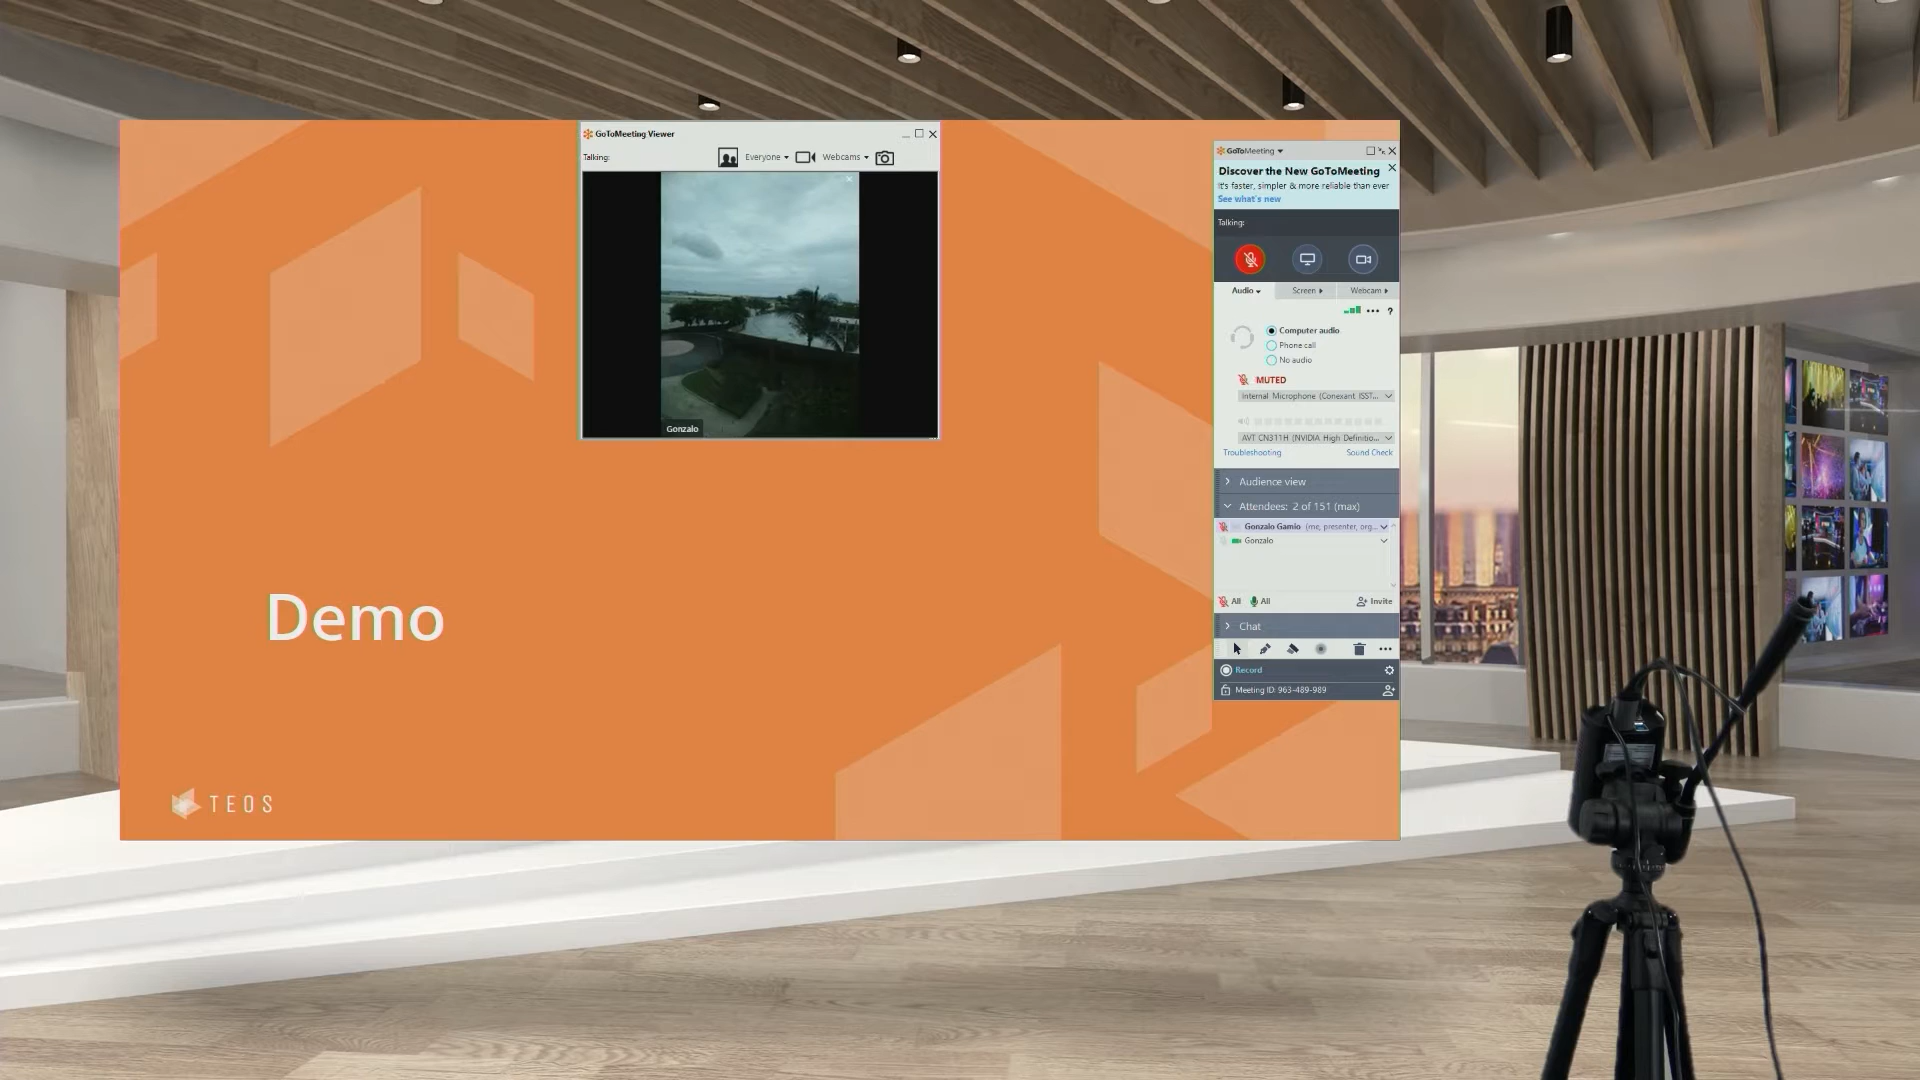 GoToMeeting Viewer
Talking:
Everyone
Webcams
Gonzalo
Demo
TEOS
GoToMeeting
Discover the New GoToMeeting
It's faster, simpler & more reliable than ever
See what's new
Talking:
Audio
Screen
Webcam
?
Computer audio
Phone call
No audio
MUTED
Internal Microphone (Conexant ISST...
AVT CN311H (NVIDIA High Definitio...
Troubleshooting
Sound Check
Audience view
Attendees: 2 of 151 (max)
Gonzalo Gamio (me, presenter, org...
Gonzalo
All
All
Invite
Chat
Record
Meeting ID: 963-489-989